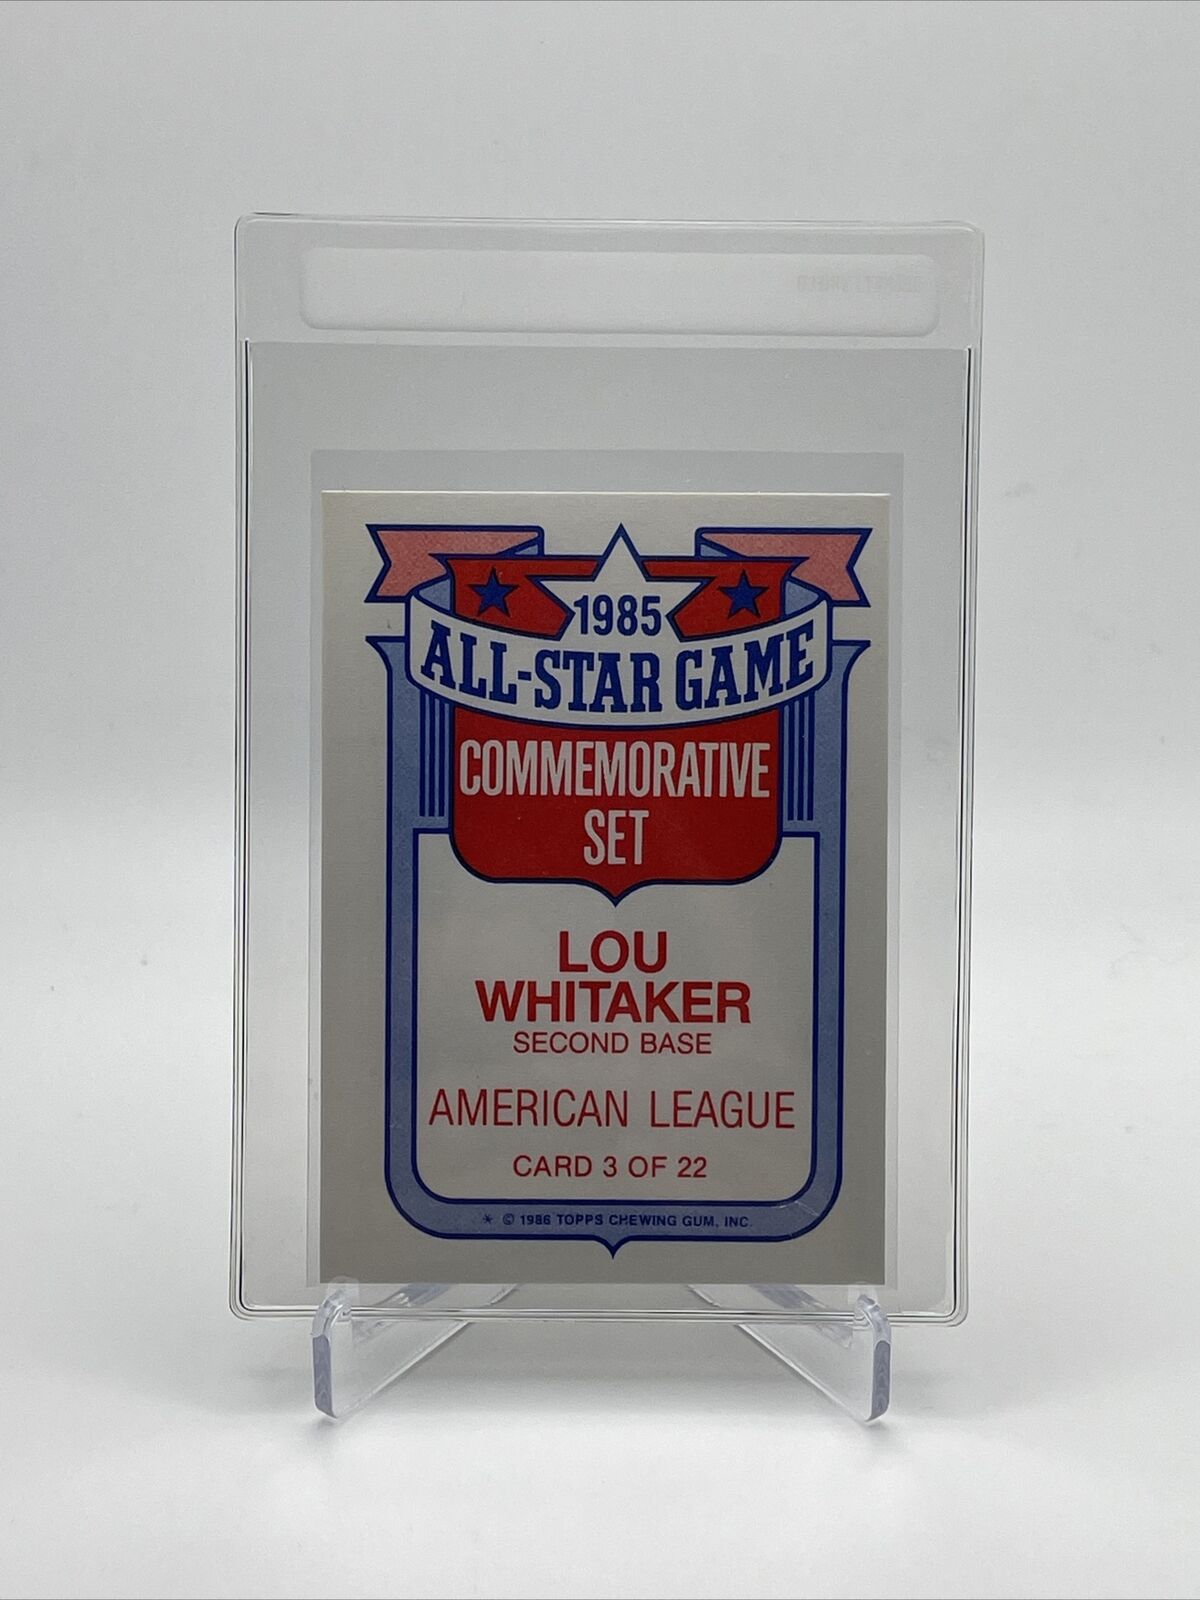 1985
ALL-STAR GAME
COMMEMORATIVE
SET
LOU
WHITAKER
SECOND BASE
AMERICAN LEAGUE
CARD 3 OF 22
* © 1986 TOPPS CHEWING GUM, INC.